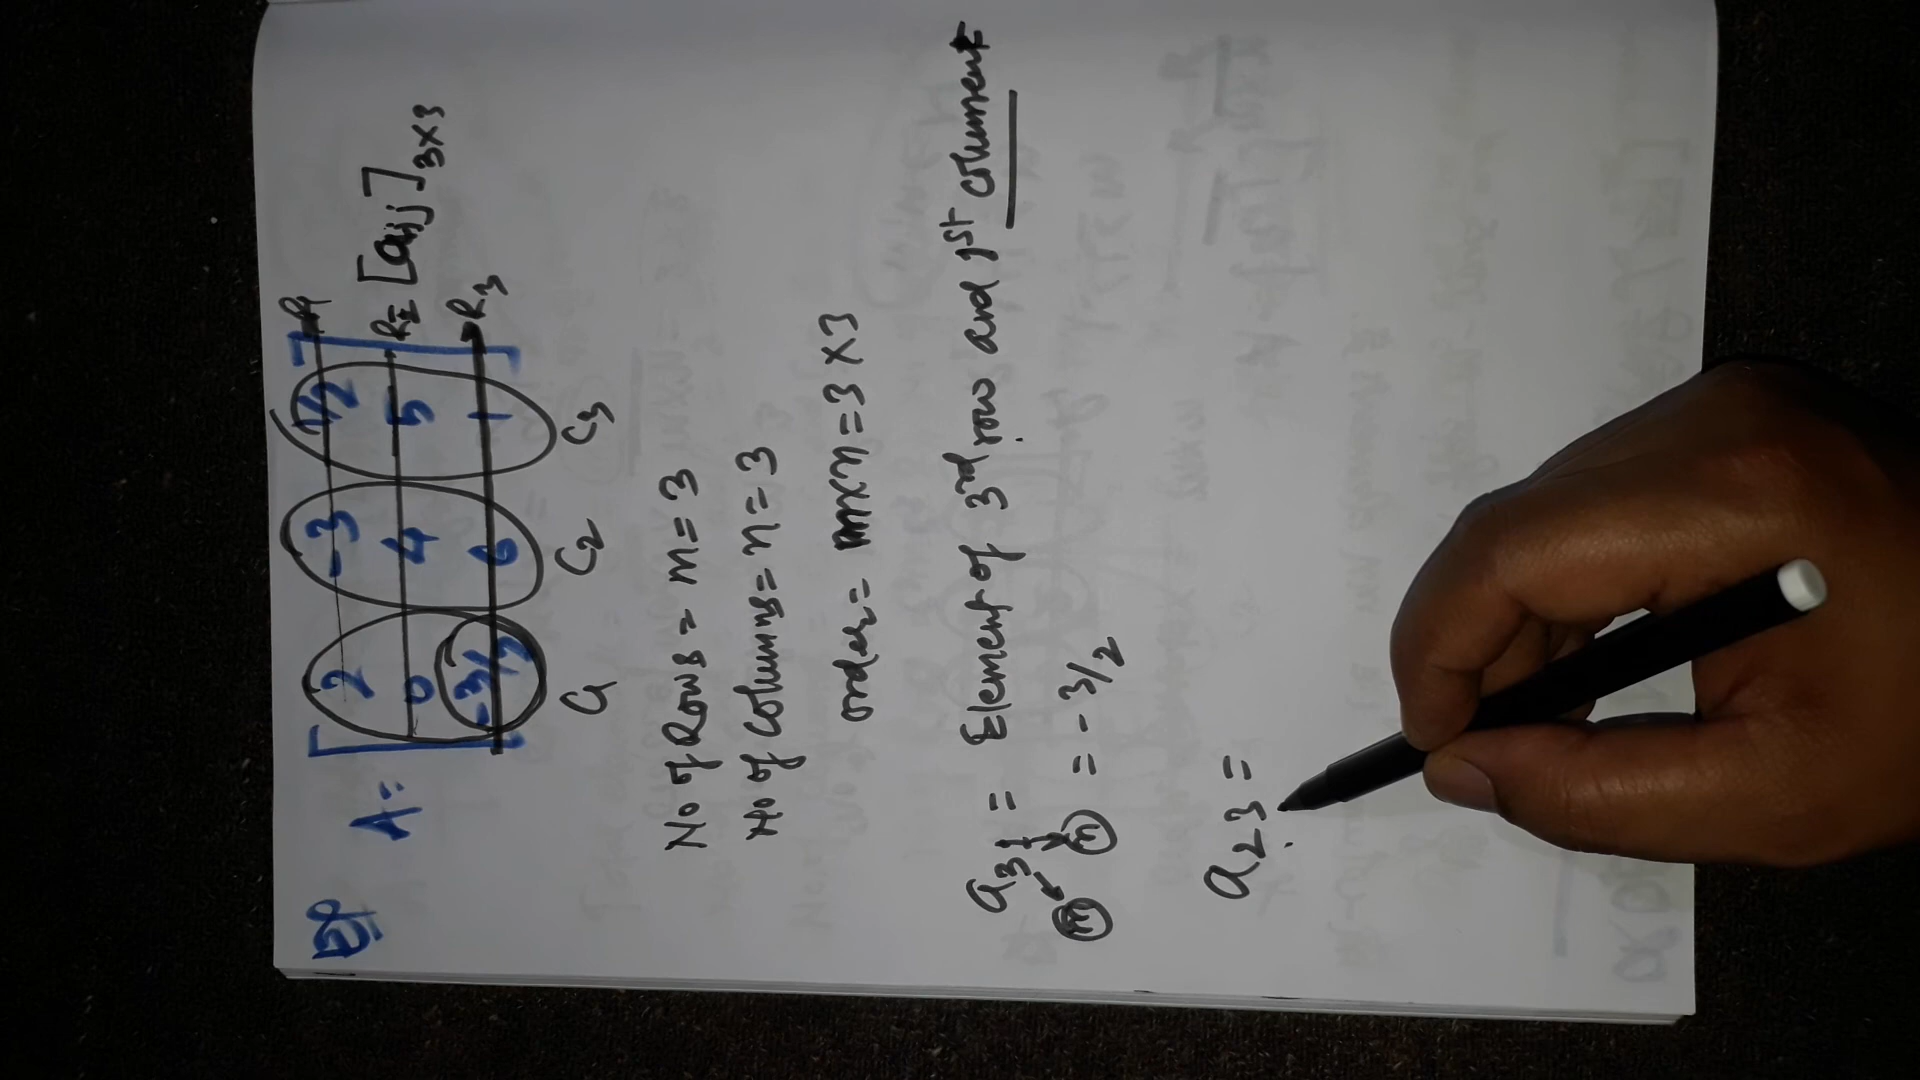 Ex
A = [ 2 -3 1/2 ] R1
0 4 5 R2 = [aij]3×3
-3/2 6 1 R3
C1 C2 C3
No of Rows = m = 3
No of columns = n = 3
order = m×n = 3×3
a31 = Element of 3rd row and 1st column
m n = -3/2
a23 =